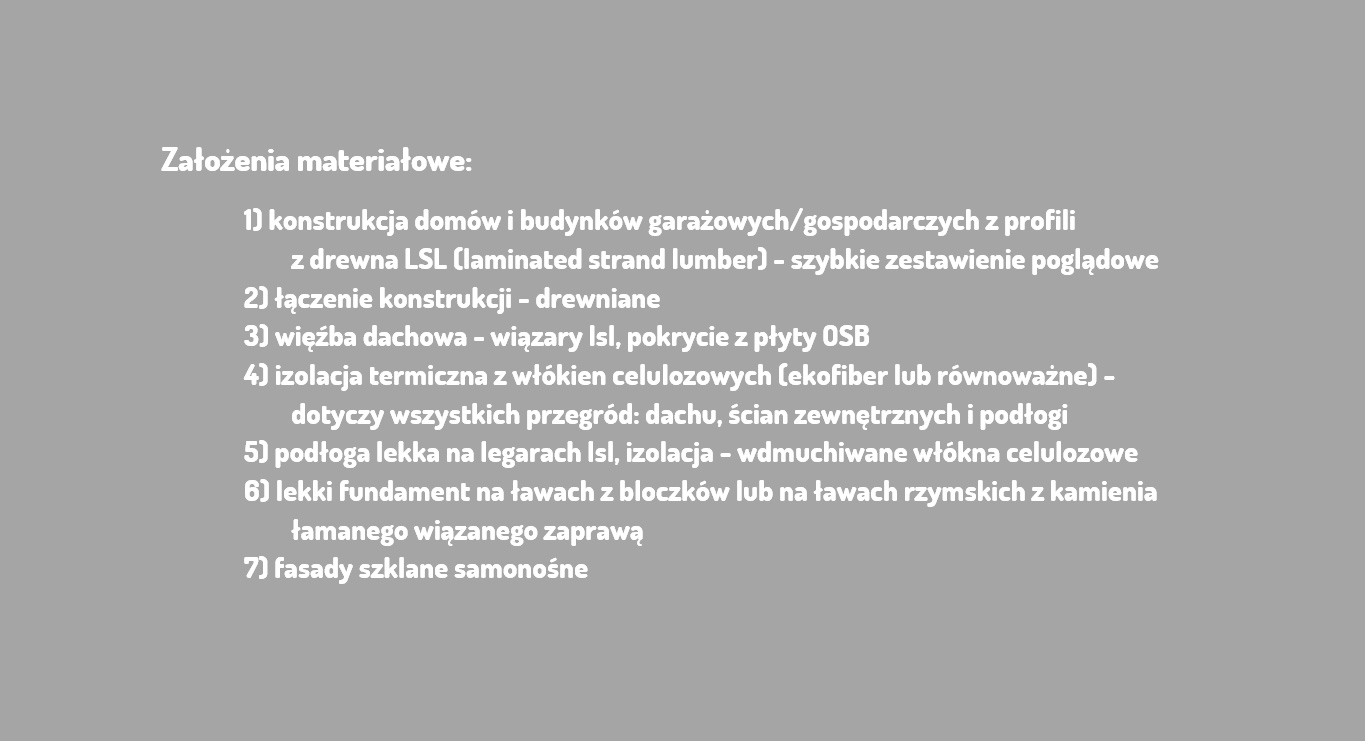 Założenia materiałowe:
1) konstrukcja domów i budynków garażowych/gospodarczych z profili
z drewna LSL (laminated strand lumber) – szybkie zestawienie poglądowe
2) łączenie konstrukcji – drewniane
3) więźba dachowa – wiązary lsl, pokrycie z płyty OSB
4) izolacja termiczna z włókien celulozowych (ekofiber lub równoważne) –
dotyczy wszystkich przegród: dachu, ścian zewnętrznych i podłogi
5) podłoga lekka na legarach lsl, izolacja – wdmuchiwane włókna celulozowe
6) lekki fundament na ławach z bloczków lub na ławach rzymskich z kamienia
łamanego wiązanego zaprawą
7) fasady szklane samonośne